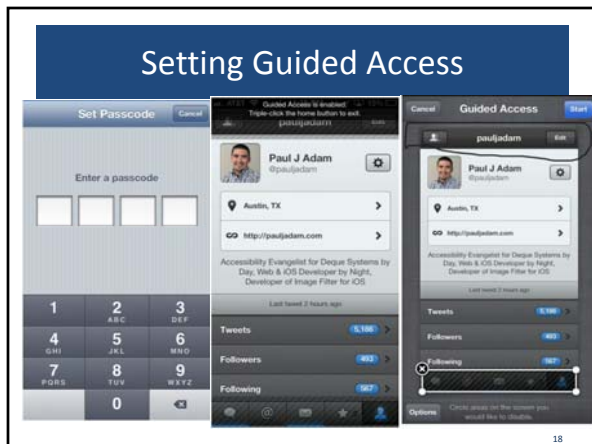 Setting Guided Access
Set Passcode
Cancel
Enter a passcode
1
2
ABC
3
DEF
4
GHI
5
JKL
6
MNO
7
PQRS
8
TUV
9
WXYZ
0
Guided Access is enabled
Triple-click the home button to exit.
pauljadam
Edit
Paul J Adam
@pauljadam
Austin, TX
http://pauljadam.com
Accessibility Evangelist for Deque Systems by
Day, Web & iOS Developer by Night,
Developer of Image Filter for iOS
Last tweet 2 hours ago
Tweets
5,186
Followers
493
Following
567
Cancel
Guided Access
Start
pauljadam
Edit
Paul J Adam
@pauljadam
Austin, TX
http://pauljadam.com
Accessibility Evangelist for Deque Systems by
Day, Web & iOS Developer by Night,
Developer of Image Filter for iOS
Last tweet 2 hours ago
Tweets
5,186
Followers
493
Following
567
Options
Circle areas on the screen you
would like to disable.
18